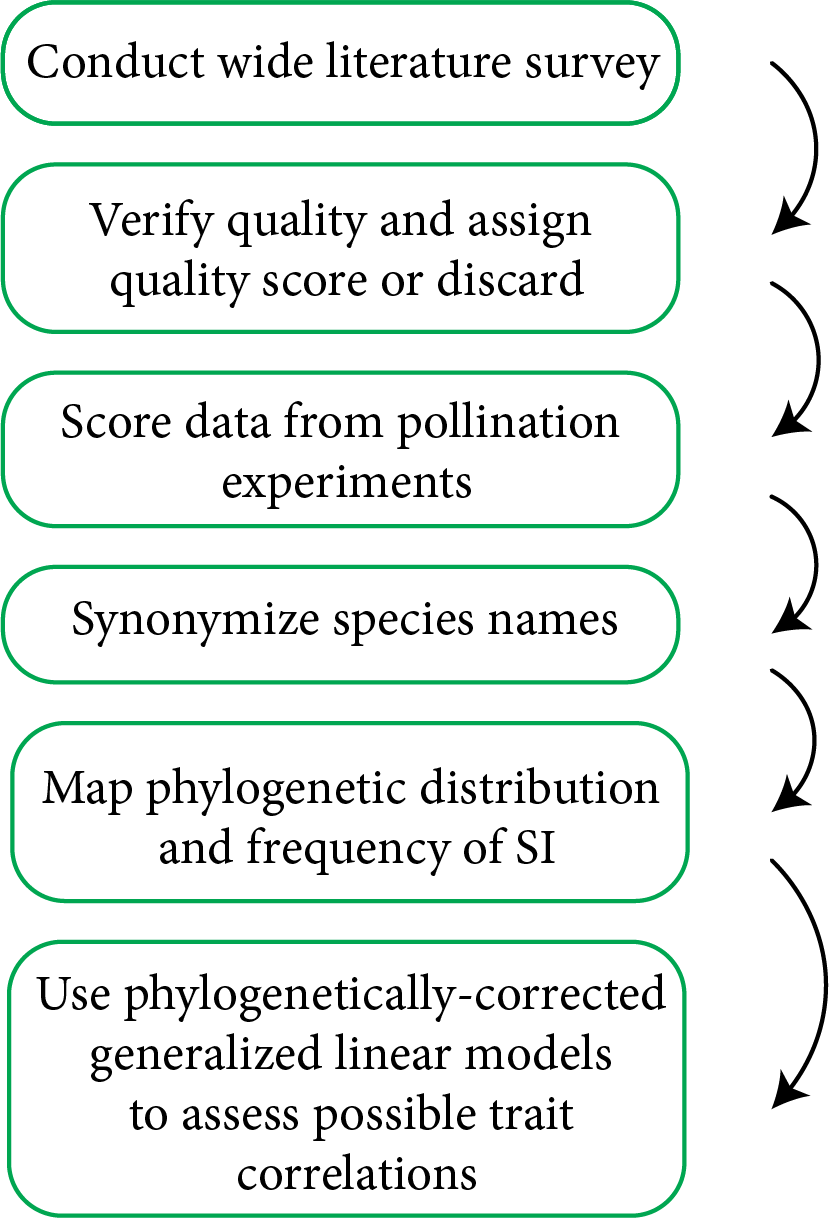 Conduct wide literature survey
Verify quality and assign
quality score or discard
Score data from pollination
experiments
Synonymize species names
Map phylogenetic distribution
and frequency of SI
Use phylogenetically-corrected
generalized linear models
to assess possible trait
correlations